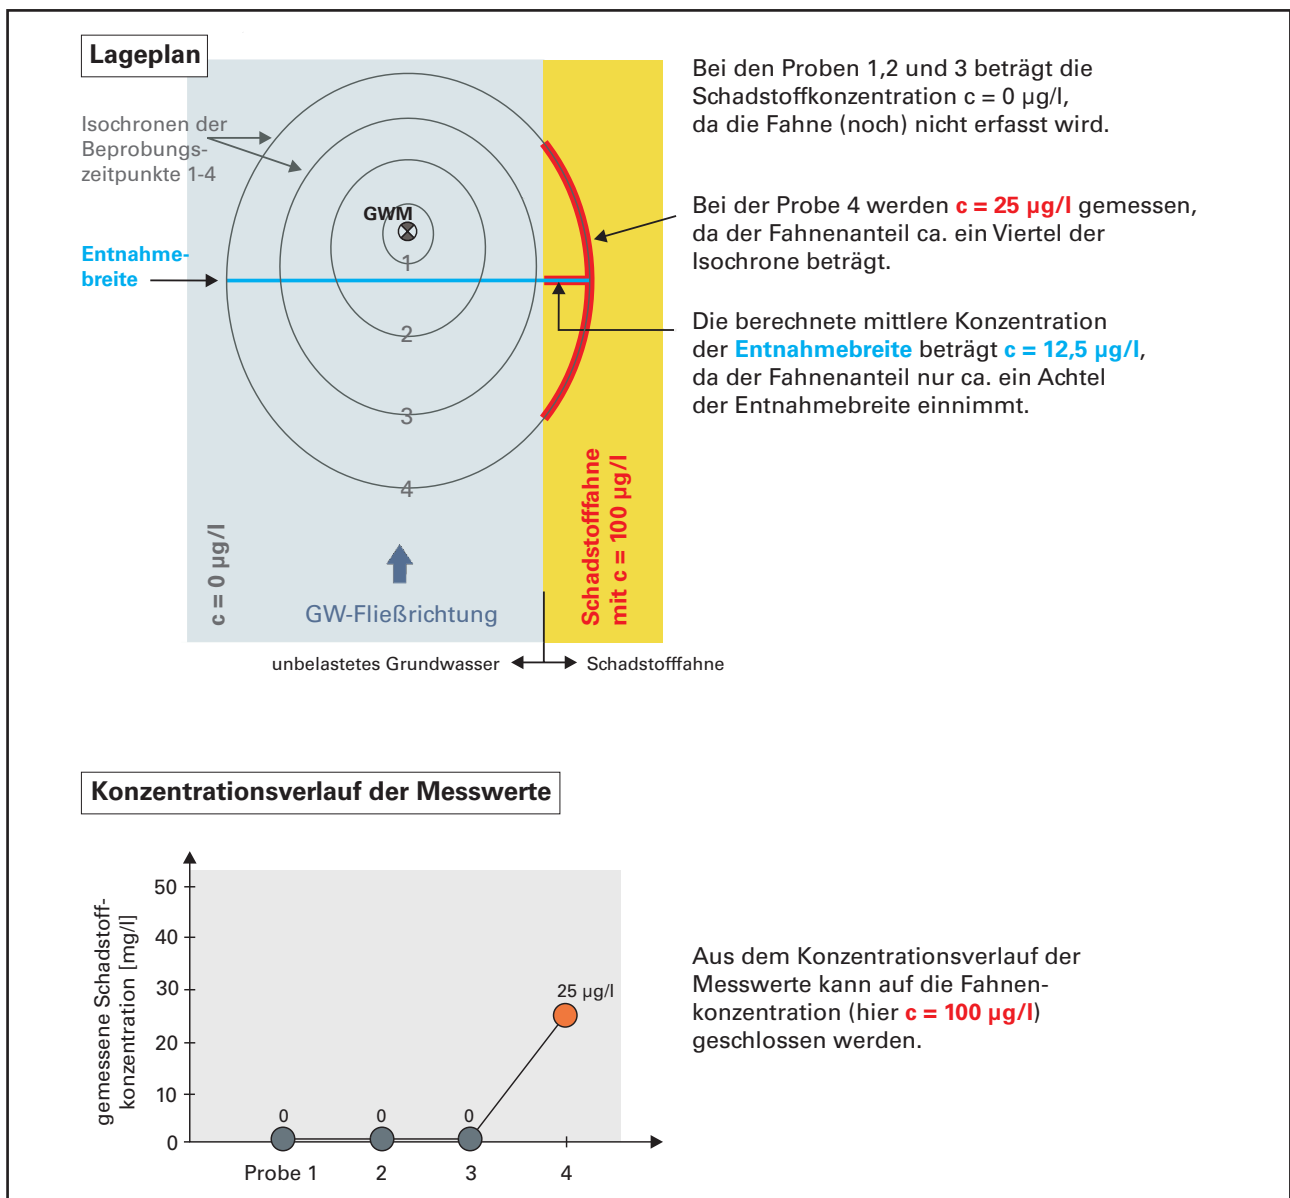 Lageplan
Isochronen der
Beprobungs-
zeitpunkte 1-4
GWM
Entnahme-
breite
1
2
3
4
c = 0 µg/l
GW-Fließrichtung
Schadstofffahne
mit c = 100 µg/l
unbelastetes Grundwasser
Schadstofffahne
Bei den Proben 1,2 und 3 beträgt die
Schadstoffkonzentration c = 0 µg/l,
da die Fahne (noch) nicht erfasst wird.
Bei der Probe 4 werden c = 25 µg/l gemessen,
da der Fahnenanteil ca. ein Viertel der
Isochrone beträgt.
Die berechnete mittlere Konzentration
der Entnahmebreite beträgt c = 12,5 µg/l,
da der Fahnenanteil nur ca. ein Achtel
der Entnahmebreite einnimmt.
Konzentrationsverlauf der Messwerte
gemessene Schadstoff-
konzentration [mg/l]
50
40
30
20
10
0
0
0
0
25 µg/l
Probe 1
2
3
4
Aus dem Konzentrationsverlauf der
Messwerte kann auf die Fahnen-
konzentration (hier c = 100 µg/l)
geschlossen werden.